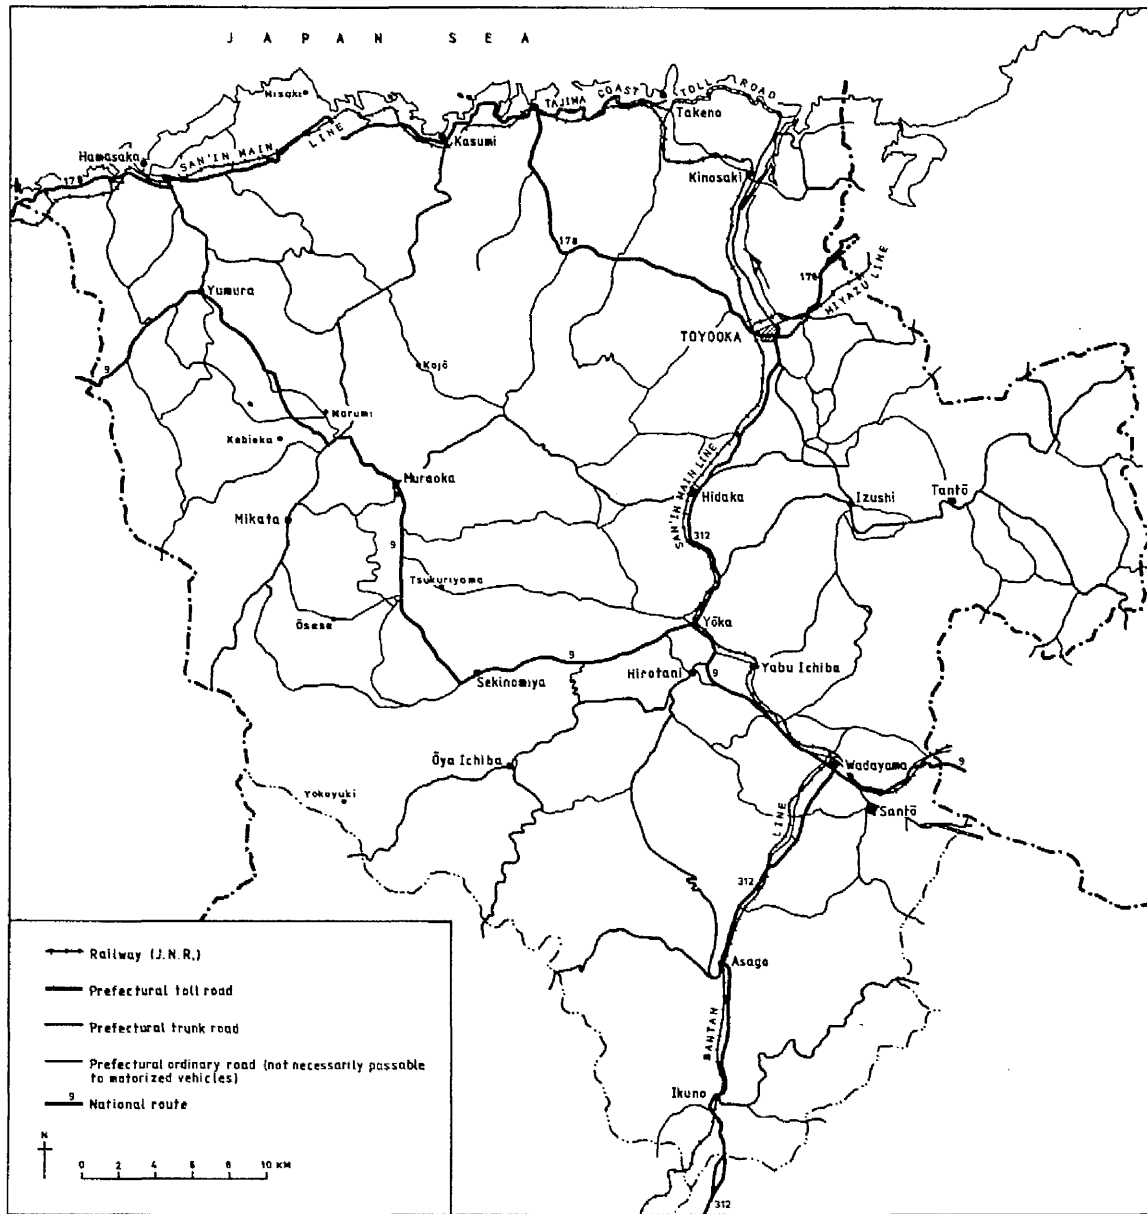 JAPAN SEA
Misaki
TAJIMA COAST TOLL ROAD
Takeno
Kasumi
SAN'IN MAIN LINE
Hamasaka
178
Kinosaki
178
178
MIYAZU LINE
Yumura
TOYOOKA
9
Kojō
Narumi
Muraoka
SAN'IN MAIN LINE
Hidaka
Izushi
Tantō
Mikata
312
9
Tsukuriyama
Ōsasa
Yōka
9
Yabu Ichiba
Sekinomiya
Hirotani
9
Ōya Ichiba
Wadayama
9
Yokoyuki
Santō
BANTAN LINE
312
Asago
Ikuno
312
Railway (J.N.R.)
Prefectural toll road
Prefectural trunk road
Prefectural ordinary road (not necessarily passable
to motorized vehicles)
9
National route
N
0 2 4 6 8 10 KM